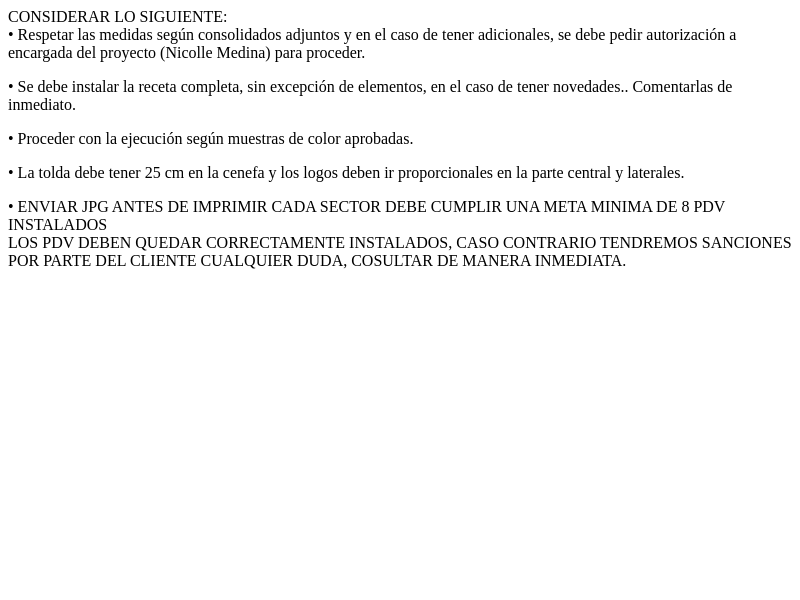 CONSIDERAR LO SIGUIENTE:
• Respetar las medidas según consolidados adjuntos y en el caso de tener adicionales, se debe pedir autorización a
encargada del proyecto (Nicolle Medina) para proceder.
• Se debe instalar la receta completa, sin excepción de elementos, en el caso de tener novedades.. Comentarlas de
inmediato.
• Proceder con la ejecución según muestras de color aprobadas.
• La tolda debe tener 25 cm en la cenefa y los logos deben ir proporcionales en la parte central y laterales.
• ENVIAR JPG ANTES DE IMPRIMIR CADA SECTOR DEBE CUMPLIR UNA META MINIMA DE 8 PDV
INSTALADOS
LOS PDV DEBEN QUEDAR CORRECTAMENTE INSTALADOS, CASO CONTRARIO TENDREMOS SANCIONES
POR PARTE DEL CLIENTE CUALQUIER DUDA, COSULTAR DE MANERA INMEDIATA.